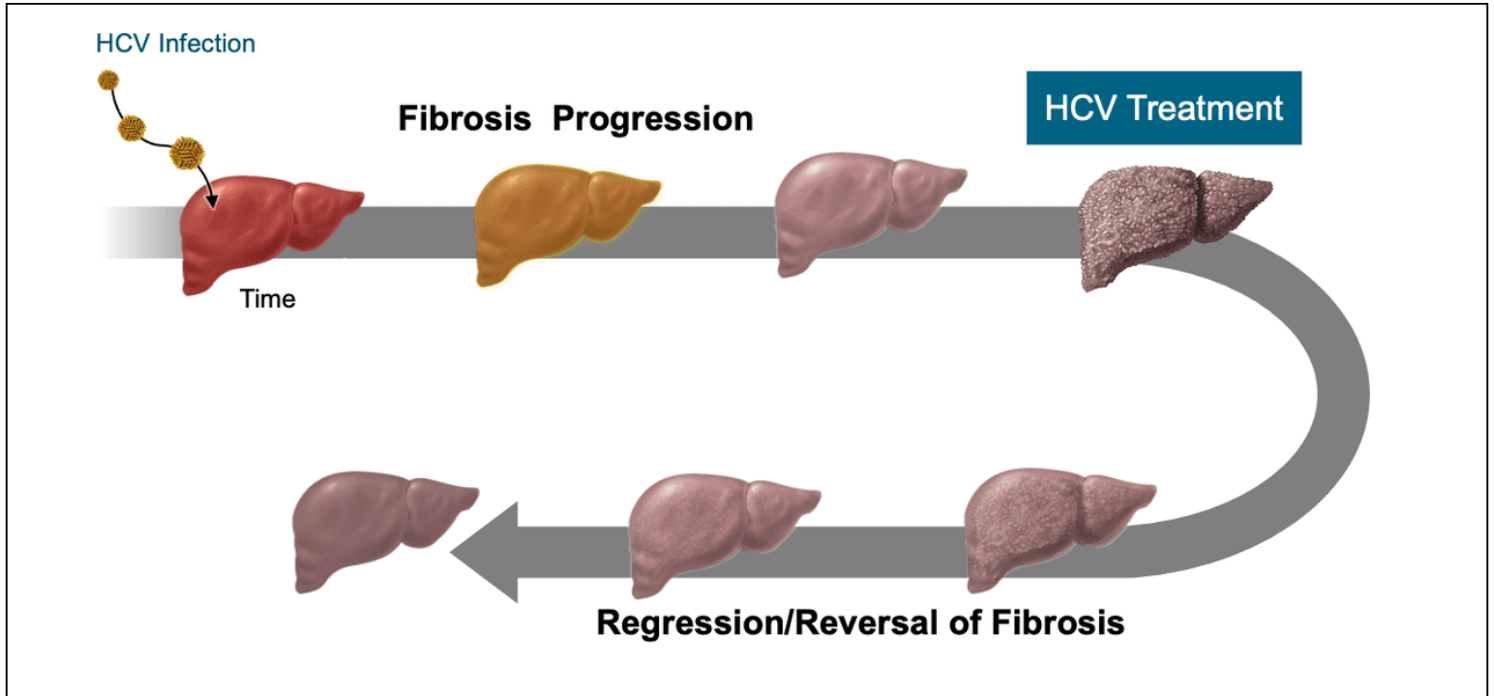 HCV Infection
Fibrosis  Progression
HCV Treatment
Time
Regression/Reversal of Fibrosis